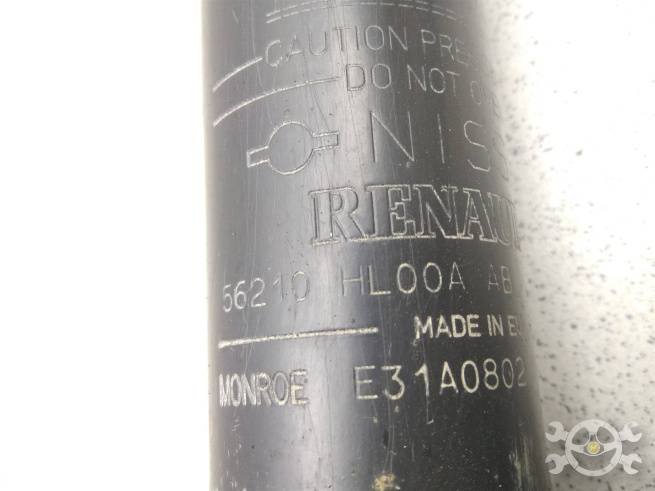 CAUTION PRE
DO NOT O
NIS
RENAU
56210 HL00A AB
MADE IN E
MONROE E31A0802